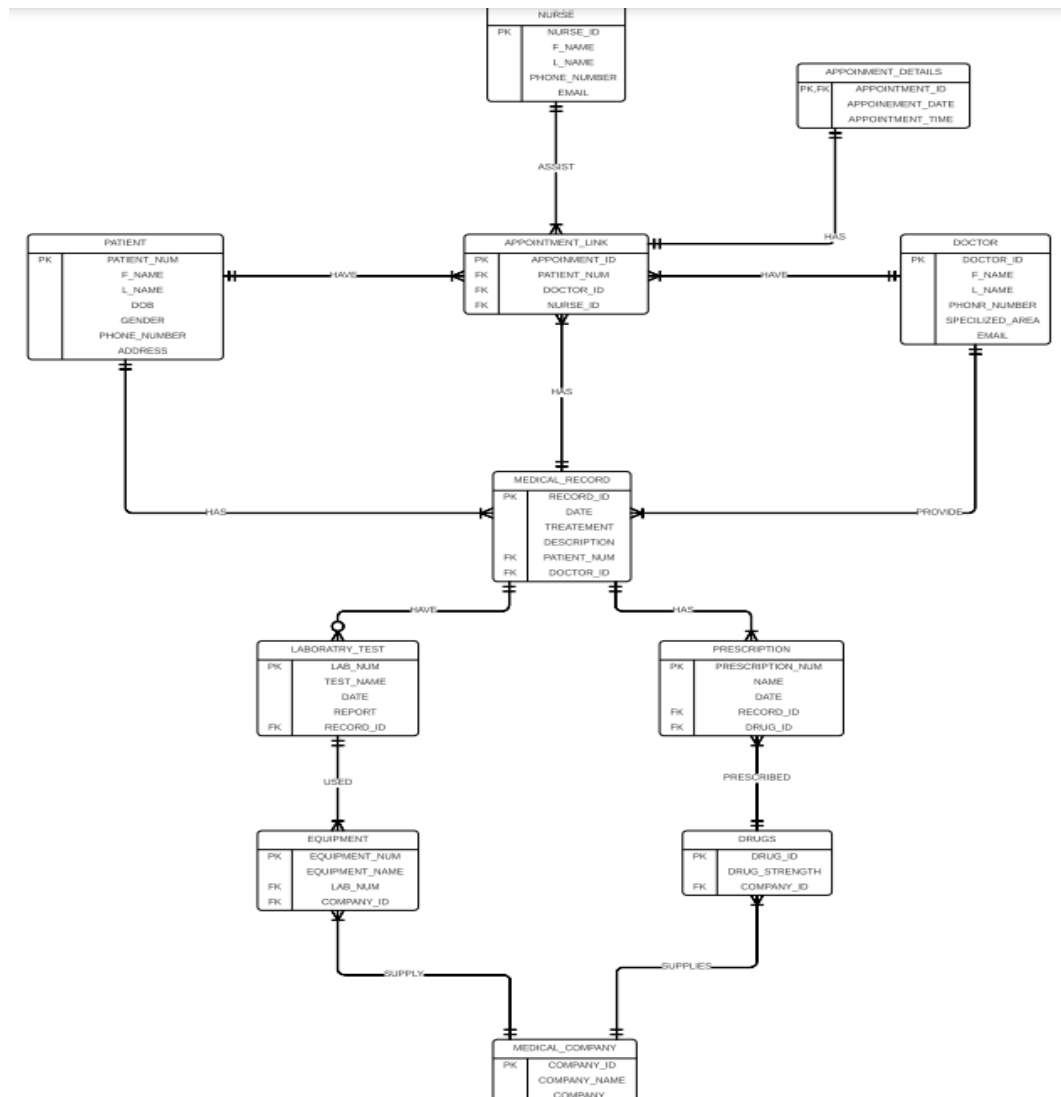 NURSE
PK NURSE_ID
F_NAME
L_NAME
PHONE_NUMBER
EMAIL
APPOINMENT_DETAILS
PK,FK APPOINTMENT_ID
APPOINEMENT_DATE
APPOINTMENT_TIME
ASSIST
HAS
PATIENT
PK PATIENT_NUM
F_NAME
L_NAME
DOB
GENDER
PHONE_NUMBER
ADDRESS
HAVE
APPOINTMENT_LINK
PK APPOINMENT_ID
FK PATIENT_NUM
FK DOCTOR_ID
FK NURSE_ID
HAVE
DOCTOR
PK DOCTOR_ID
F_NAME
L_NAME
PHONR_NUMBER
SPECILIZED_AREA
EMAIL
HAS
HAS
MEDICAL_RECORD
PK RECORD_ID
DATE
TREATEMENT
DESCRIPTION
FK PATIENT_NUM
FK DOCTOR_ID
PROVIDE
HAVE
HAS
LABORATRY_TEST
PK LAB_NUM
TEST_NAME
DATE
REPORT
FK RECORD_ID
PRESCRIPTION
PK PRESCRIPTION_NUM
NAME
DATE
FK RECORD_ID
FK DRUG_ID
USED
PRESCRIBED
EQUIPMENT
PK EQUIPMENT_NUM
EQUIPMENT_NAME
FK LAB_NUM
FK COMPANY_ID
DRUGS
PK DRUG_ID
DRUG_STRENGTH
FK COMPANY_ID
SUPPLY
SUPPLIES
MEDICAL_COMPANY
PK COMPANY_ID
COMPANY_NAME
COMPANY